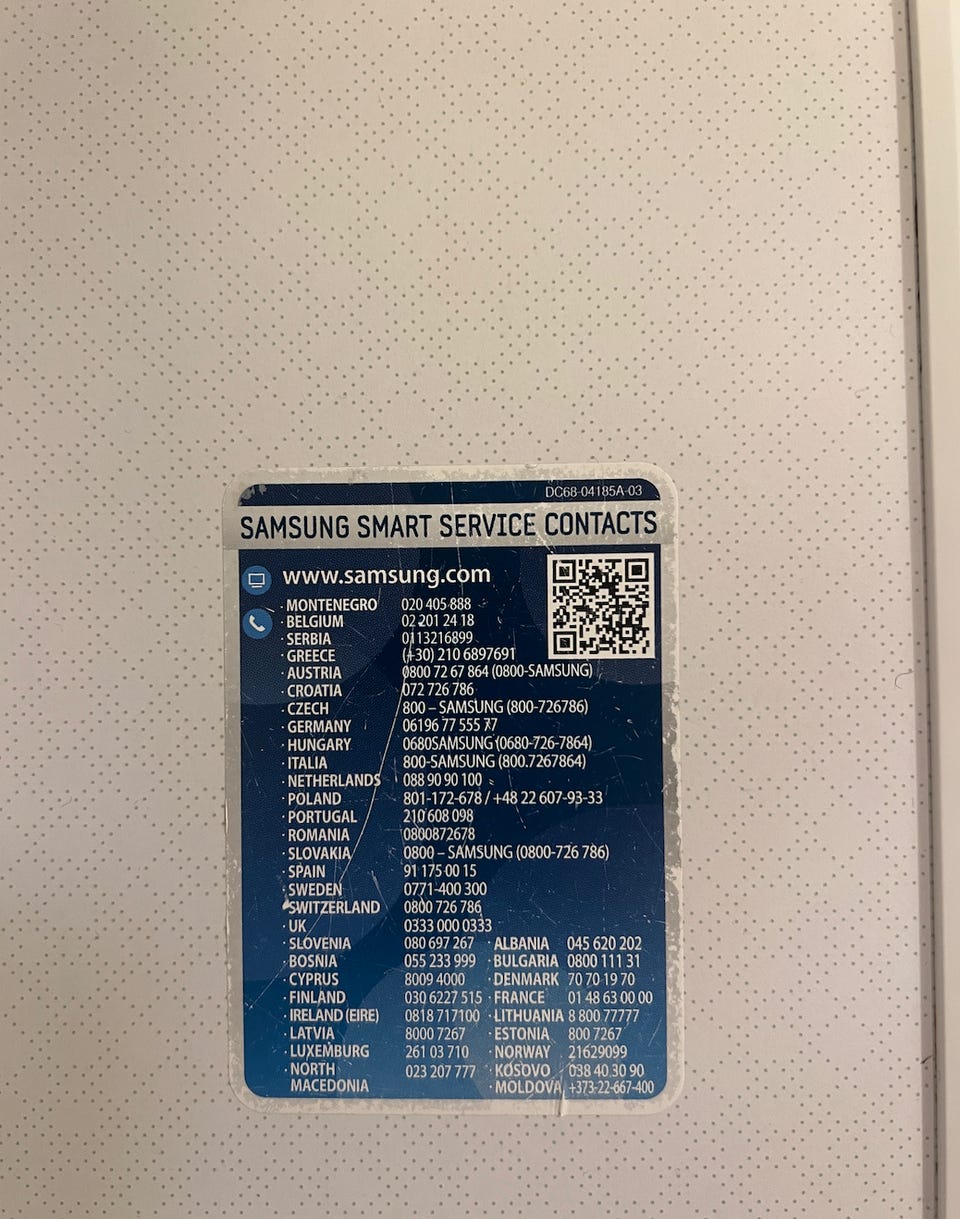 DC68-04185A-03
SAMSUNG SMART SERVICE CONTACTS
www.samsung.com
· MONTENEGRO 020 405 888
· BELGIUM 02 201 24 18
· SERBIA 0113216899
· GREECE (+30) 210 6897691
· AUSTRIA 0800 72 67 864 (0800-SAMSUNG)
· CROATIA 072 726 786
· CZECH 800 – SAMSUNG (800-726786)
· GERMANY 06196 77 555 77
· HUNGARY 0680SAMSUNG (0680-726-7864)
· ITALIA 800-SAMSUNG (800.7267864)
· NETHERLANDS 088 90 90 100
· POLAND 801-172-678 / +48 22 607-93-33
· PORTUGAL 210 608 098
· ROMANIA 0800872678
· SLOVAKIA 0800 – SAMSUNG (0800-726 786)
· SPAIN 91 175 00 15
· SWEDEN 0771-400 300
· SWITZERLAND 0800 726 786
· UK 0333 000 0333
· SLOVENIA 080 697 267 · ALBANIA 045 620 202
· BOSNIA 055 233 999 · BULGARIA 0800 111 31
· CYPRUS 8009 4000 · DENMARK 70 70 19 70
· FINLAND 030 6227 515 · FRANCE 01 48 63 00 00
· IRELAND (EIRE) 0818 717100 · LITHUANIA 8 800 77777
· LATVIA 8000 7267 · ESTONIA 800 7267
· LUXEMBURG 261 03 710 · NORWAY 21629099
· NORTH 023 207 777 · KOSOVO 038 40 30 90
MACEDONIA · MOLDOVA +373-22-667-400